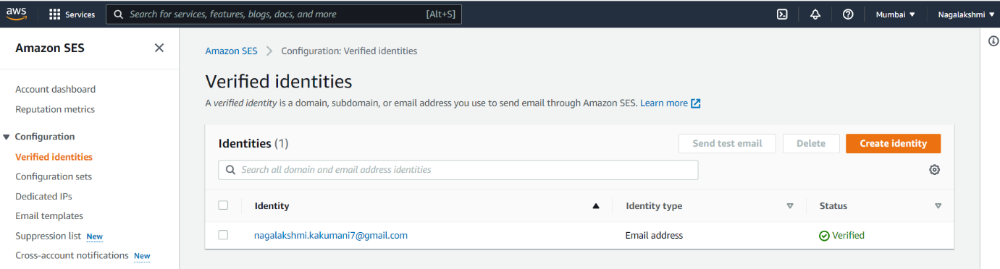 aws Services Search for services, features, blogs, docs, and more [Alt+S] Mumbai Nagalakshmi
Amazon SES
Account dashboard
Reputation metrics
Configuration
Verified identities
Configuration sets
Dedicated IPs
Email templates
Suppression list New
Cross-account notifications New
Amazon SES Configuration: Verified identities
Verified identities
A verified identity is a domain, subdomain, or email address you use to send email through Amazon SES. Learn more
Identities (1) Send test email Delete Create identity
Search all domain and email address identities
Identity Identity type Status
nagalakshmi.kakumani7@gmail.com Email address Verified